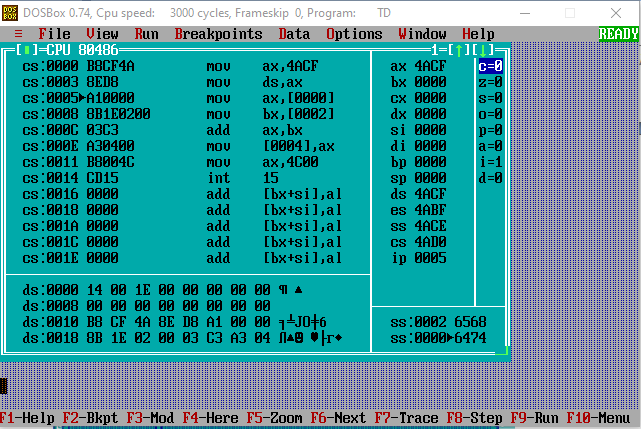 DOSBox 0.74, Cpu speed: 3000 cycles, Frameskip 0, Program: TD
≡ File View Run Breakpoints Data Options Window Help READY
[■]=CPU 80486 1=[↑][↓]
cs:0000 B8CF4A mov ax,4ACF ax 4ACF c=0
cs:0003 8ED8 mov ds,ax bx 0000 z=0
cs:0005►A10000 mov ax,[0000] cx 0000 s=0
cs:0008 8B1E0200 mov bx,[0002] dx 0000 o=0
cs:000C 03C3 add ax,bx si 0000 p=0
cs:000E A30400 mov [0004],ax di 0000 a=0
cs:0011 B8004C mov ax,4C00 bp 0000 i=1
cs:0014 CD15 int 15 sp 0000 d=0
cs:0016 0000 add [bx+si],al ds 4ACF
cs:0018 0000 add [bx+si],al es 4ABF
cs:001A 0000 add [bx+si],al ss 4ACE
cs:001C 0000 add [bx+si],al cs 4AD0
cs:001E 0000 add [bx+si],al ip 0005
ds:0000 14 00 1E 00 00 00 00 00 ¶ ▲
ds:0008 00 00 00 00 00 00 00 00
ds:0010 B8 CF 4A 8E D8 A1 00 00 ╕╧JÄ╪í
ss:0002 6568
ds:0018 8B 1E 02 00 03 C3 A3 04
ss:0000►6474
F1-Help F2-Bkpt F3-Mod F4-Here F5-Zoom F6-Next F7-Trace F8-Step F9-Run F10-Menu